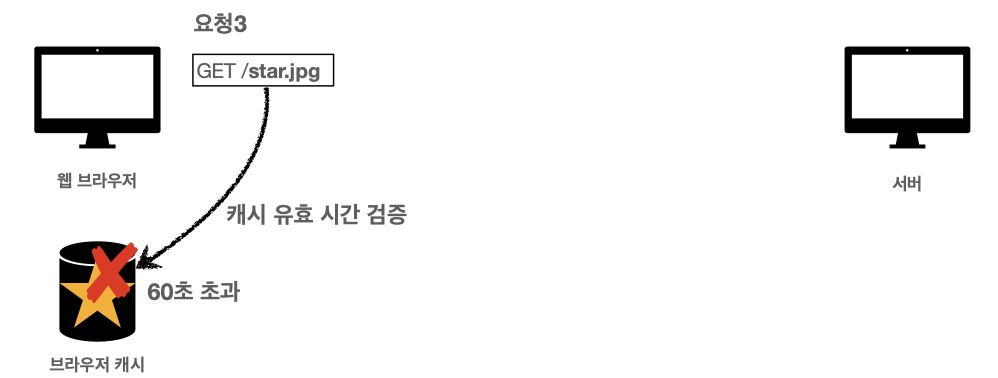 요청3
GET /star.jpg
웹 브라우저
서버
캐시 유효 시간 검증
60초 초과
브라우저 캐시